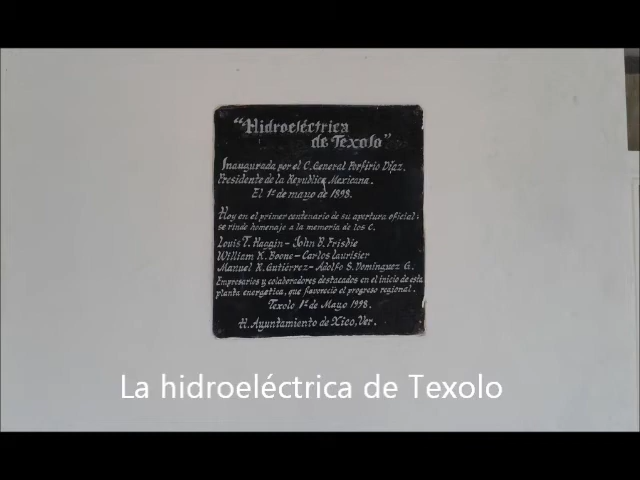 "Hidroeléctrica
de Texolo"
Inaugurada por el C. General Porfirio Díaz.
Presidente de la Republica Mexicana.
El 1º de mayo de 1898.
Hoy en el primer centenario de su apertura oficial;
se rinde homenaje a la memoria de los C.
Louis T. Haggin - John B. Frisbie
William K. Boone - Carlos Laurisier
Manuel R. Gutiérrez - Adolfo S. Domínguez G.
Empresarios y colaboradores destacados en el inicio de esta
planta energética, que favoreció el progreso regional.
Texolo 1º de Mayo 1998.
H. Ayuntamiento de Xico, Ver.
La hidroeléctrica de Texolo